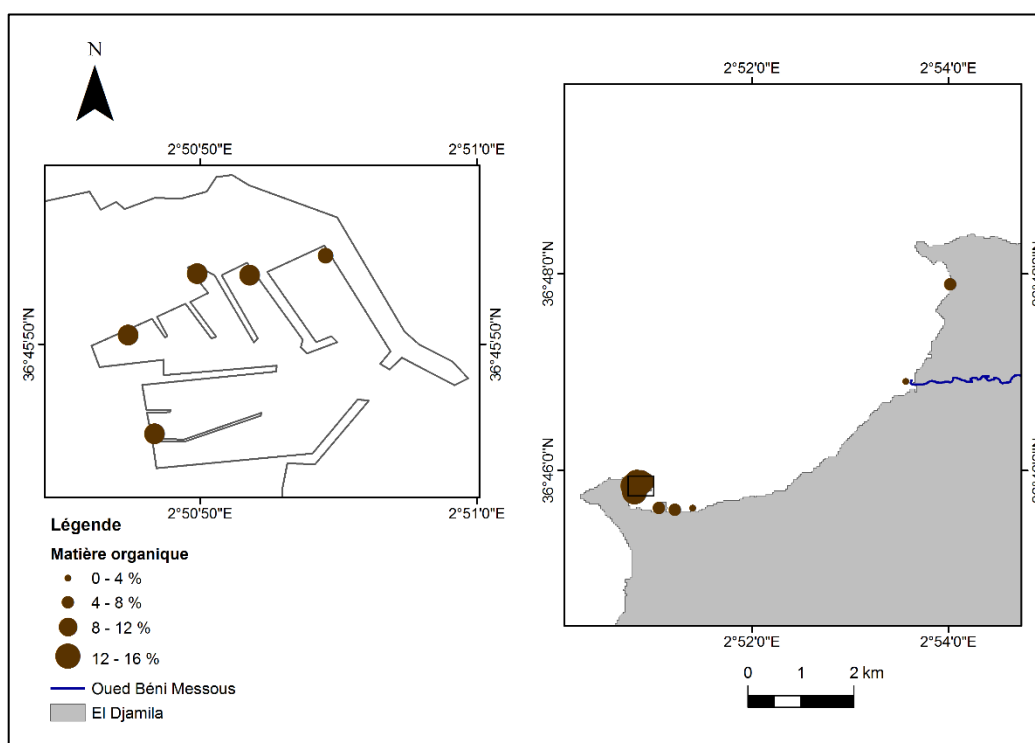 N
2°50'50"E
2°51'0"E
36°45'50"N
36°45'50"N
2°50'50"E
2°51'0"E
Légende
Matière organique
0 - 4 %
4 - 8 %
8 - 12 %
12 - 16 %
Oued Béni Messous
El Djamila
2°52'0"E
2°54'0"E
36°48'0"N
36°46'0"N
2°52'0"E
2°54'0"E
0 1 2 km